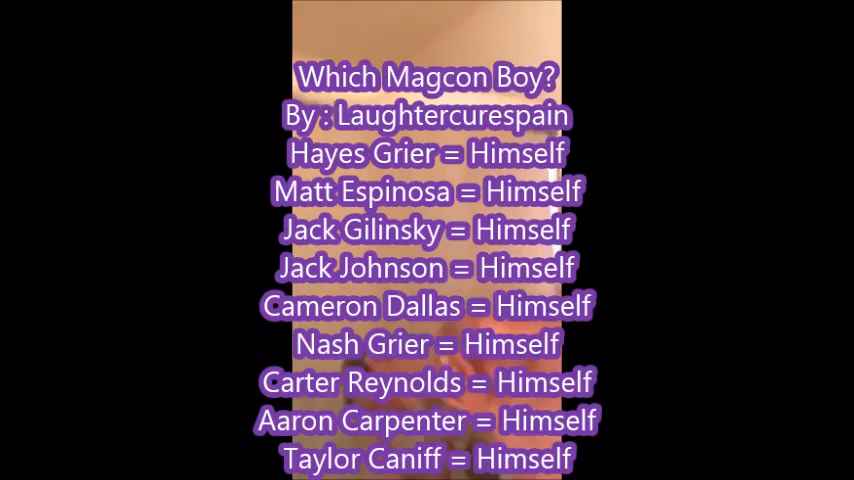 Which Magcon Boy?
By : Laughtercurespain
Hayes Grier = Himself
Matt Espinosa = Himself
Jack Gilinsky = Himself
Jack Johnson = Himself
Cameron Dallas = Himself
Nash Grier = Himself
Carter Reynolds = Himself
Aaron Carpenter = Himself
Taylor Caniff = Himself